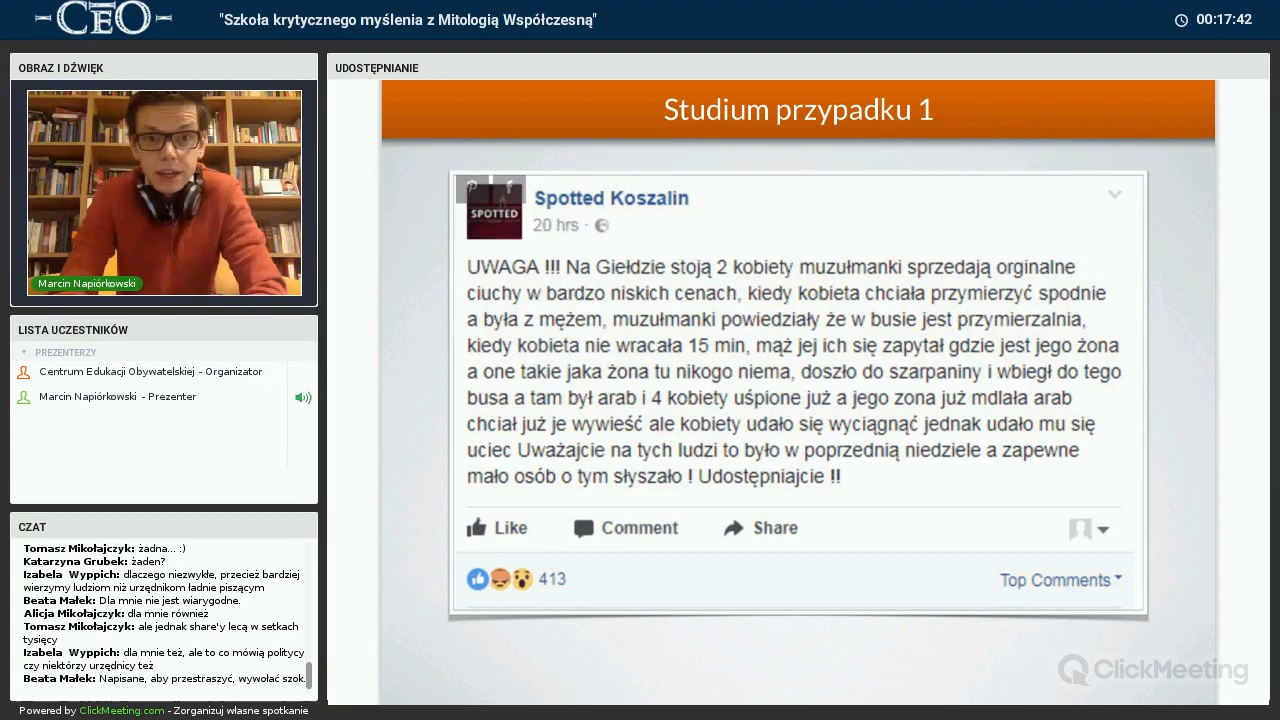 CEO
"Szkoła krytycznego myślenia z Mitologią Współczesną"
00:17:42
OBRAZ I DŹWIĘK
Marcin Napiórkowski
LISTA UCZESTNIKÓW
PREZENTERZY
Centrum Edukacji Obywatelskiej - Organizator
Marcin Napiórkowski - Prezenter
CZAT
Tomasz Mikołajczyk: żadna... :)
Katarzyna Grubek: żaden?
Izabela Wyppich: dlaczego niezwykłe, przecież bardziej
wierzymy ludziom niż urzędnikom ładnie piszącym
Beata Małek: Dla mnie nie jest wiarygodne.
Alicja Mikołajczyk: dla mnie również
Tomasz Mikołajczyk: ale jednak share'y lecą w setkach
tysięcy
Izabela Wyppich: dla mnie też, ale to co mówią politycy
czy niektórzy urzędnicy też
Beata Małek: Napisane, aby przestraszyć, wywołać szok.
Powered by ClickMeeting.com - Zorganizuj własne spotkanie
UDOSTĘPNIANIE
Studium przypadku 1
SPOTTED
Spotted Koszalin
20 hrs ·
UWAGA !!! Na Giełdzie stoją 2 kobiety muzułmanki sprzedają orginalne
ciuchy w bardzo niskich cenach, kiedy kobieta chciała przymierzyć spodnie
a była z mężem, muzułmanki powiedziały że w busie jest przymierzalnia,
kiedy kobieta nie wracała 15 min, mąż jej ich się zapytał gdzie jest jego żona
a one takie jaka żona tu nikogo niema, doszło do szarpaniny i wbiegł do tego
busa a tam był arab i 4 kobiety uśpione już a jego zona już mdlała arab
chciał już je wywieść ale kobiety udało się wyciągnąć jednak udało mu się
uciec Uważajcie na tych ludzi to było w poprzednią niedziele a zapewne
mało osób o tym słyszało ! Udostępniajcie !!
Like Comment Share
413
Top Comments
ClickMeeting